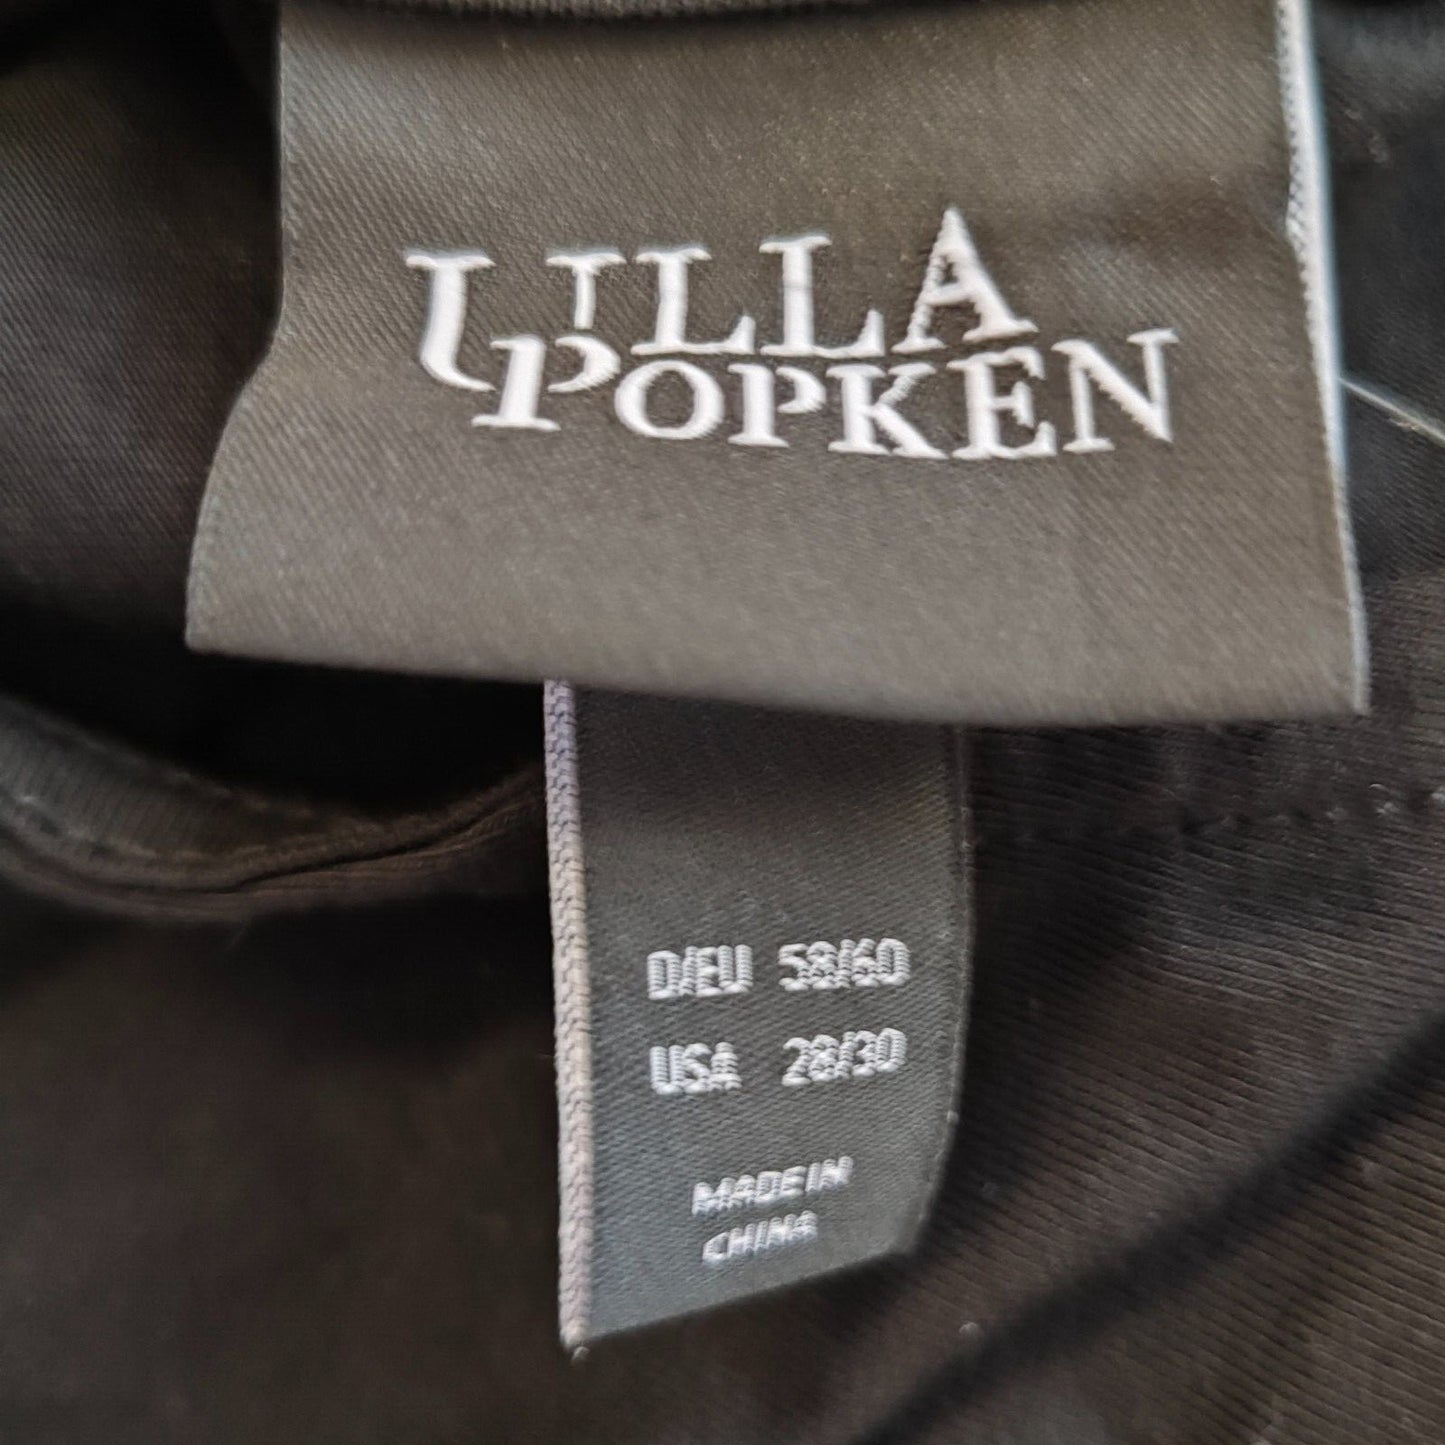 ULLA
POPKEN
D/EU 58/60
USA 28/30
MADE IN
CHINA